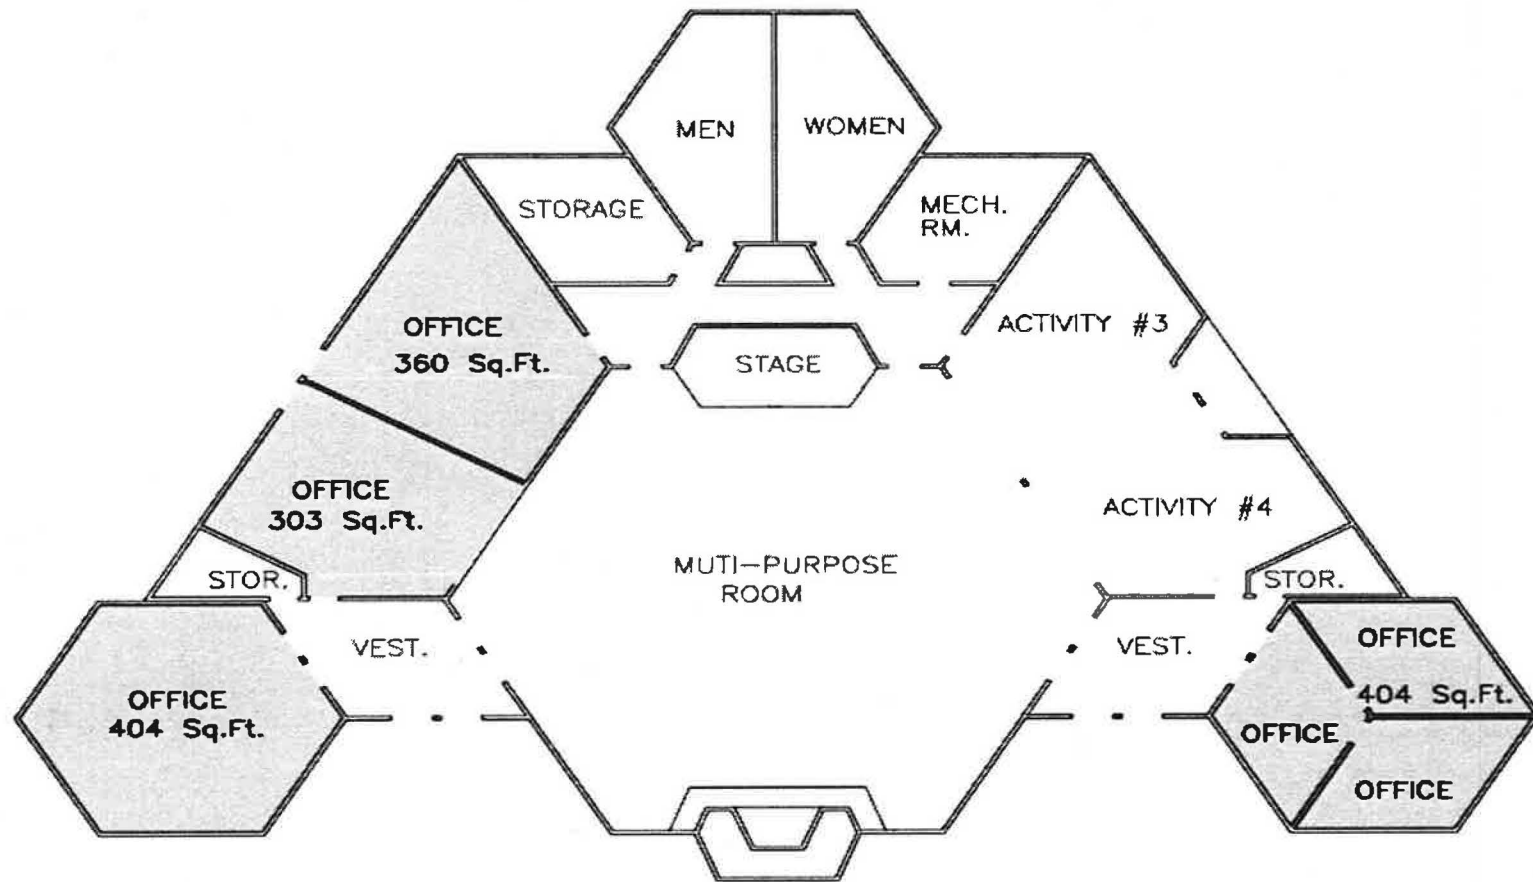 MEN
WOMEN
STORAGE
MECH.
RM.
OFFICE
360 Sq.Ft.
STAGE
ACTIVITY #3
OFFICE
303 Sq.Ft.
ACTIVITY #4
MUTI-PURPOSE
ROOM
STOR.
STOR.
VEST.
VEST.
OFFICE
404 Sq.Ft.
OFFICE
404 Sq.Ft.
OFFICE
OFFICE